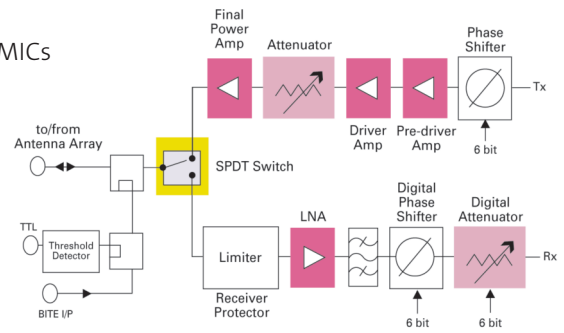 MICs
Final
Power
Amp
Attenuator
Phase
Shifter
Tx
Driver
Amp
Pre-driver
Amp
6 bit
to/from
Antenna Array
SPDT Switch
TTL
Threshold
Detector
BITE I/P
Limiter
Receiver
Protector
LNA
Digital
Phase
Shifter
Digital
Attenuator
Rx
6 bit
6 bit